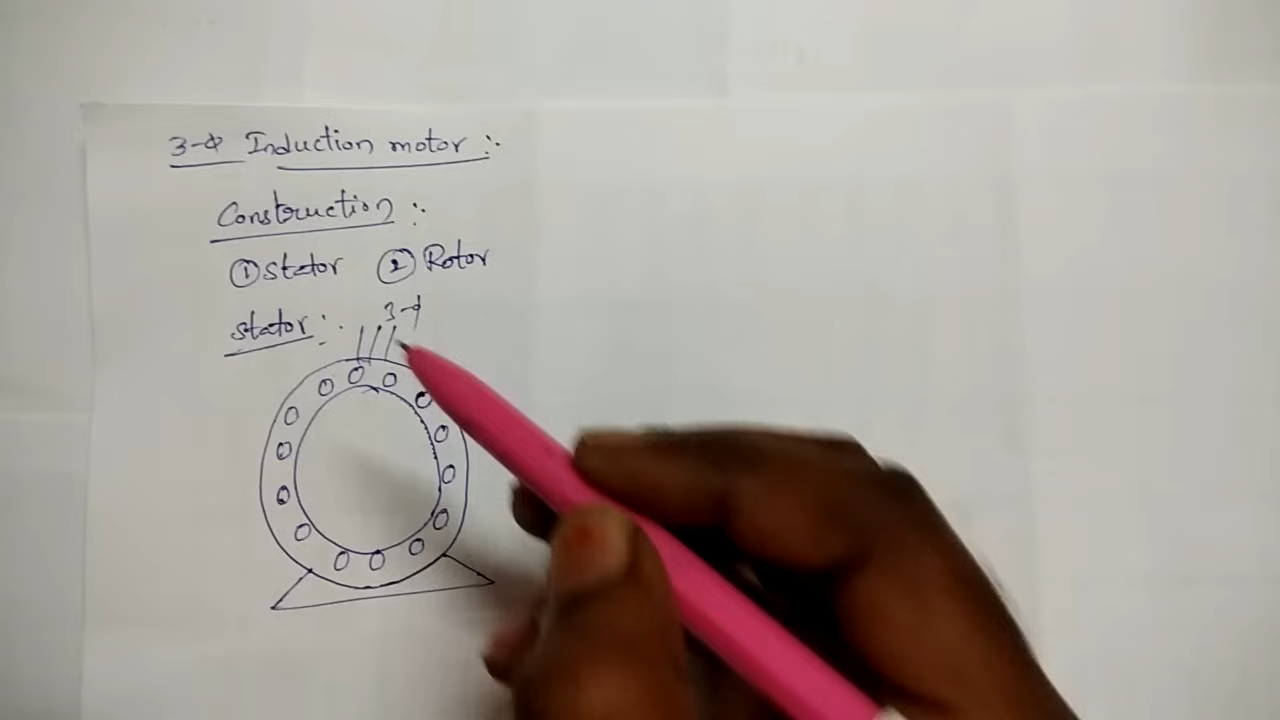 3-Φ Induction motor :-
Construction :-
① Stator ② Rotor
Stator :-
3-Φ